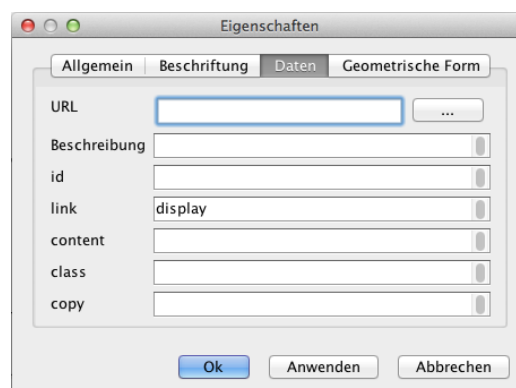 Eigenschaften
Allgemein Beschriftung Daten Geometrische Form
URL ...
Beschreibung
id
link display
content
class
copy
Ok Anwenden Abbrechen